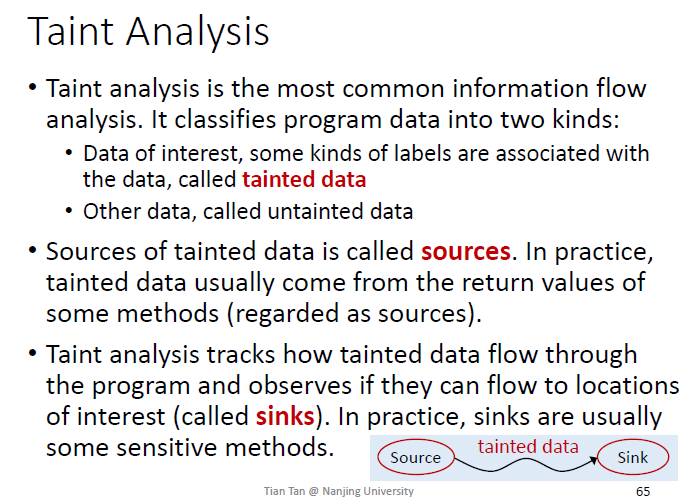 Taint Analysis
• Taint analysis is the most common information flow
analysis. It classifies program data into two kinds:
• Data of interest, some kinds of labels are associated with
the data, called tainted data
• Other data, called untainted data
• Sources of tainted data is called sources. In practice,
tainted data usually come from the return values of
some methods (regarded as sources).
• Taint analysis tracks how tainted data flow through
the program and observes if they can flow to locations
of interest (called sinks). In practice, sinks are usually
some sensitive methods.
Source tainted data Sink
Tian Tan @ Nanjing University 65